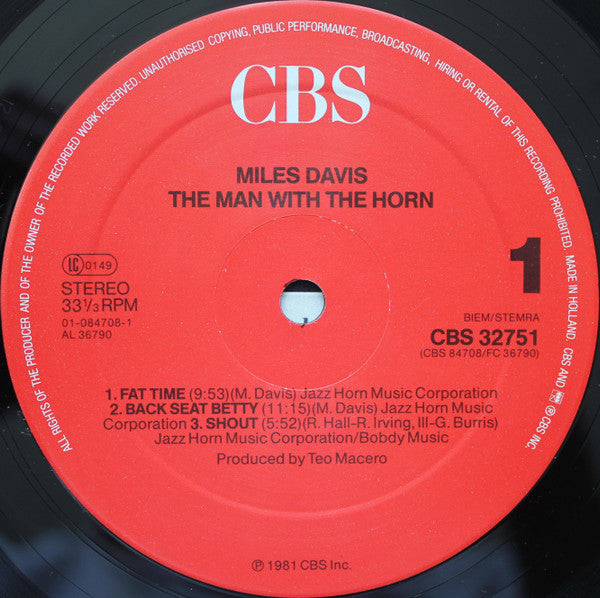 ALL RIGHTS OF THE PRODUCER AND OF THE OWNER OF THE RECORDED WORK RESERVED. UNAUTHORISED COPYING, PUBLIC PERFORMANCE, BROADCASTING, HIRING OR RENTAL OF THIS RECORDING PROHIBITED. MADE IN HOLLAND. CBS AND ARE ℗ CBS INC.
CBS
MILES DAVIS
THE MAN WITH THE HORN
LC 0149
STEREO
33⅓ RPM
01-084708-1
AL 36790
1
BIEM/STEMRA
CBS 32751
(CBS 84708/FC 36790)
1. FAT TIME (9:53)(M. Davis) Jazz Horn Music Corporation
2. BACK SEAT BETTY (11:15)(M. Davis) Jazz Horn Music
Corporation 3. SHOUT (5:52)(R. Hall-R. Irving, III-G. Burris)
Jazz Horn Music Corporation/Bobdy Music
Produced by Teo Macero
℗ 1981 CBS Inc.